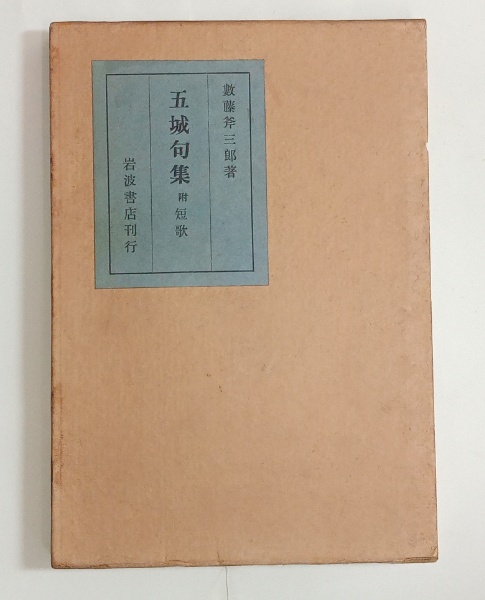 數藤斧三郎著
五城句集 附 短歌
岩波書店刊行